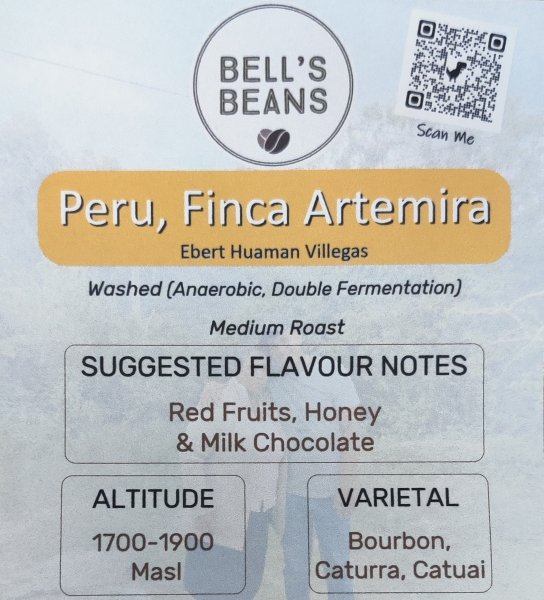 BELL'S
BEANS
Scan Me
Peru, Finca Artemira
Ebert Huaman Villegas
Washed (Anaerobic, Double Fermentation)
Medium Roast
SUGGESTED FLAVOUR NOTES
Red Fruits, Honey
& Milk Chocolate
ALTITUDE
1700-1900
Masl
VARIETAL
Bourbon,
Caturra, Catuai